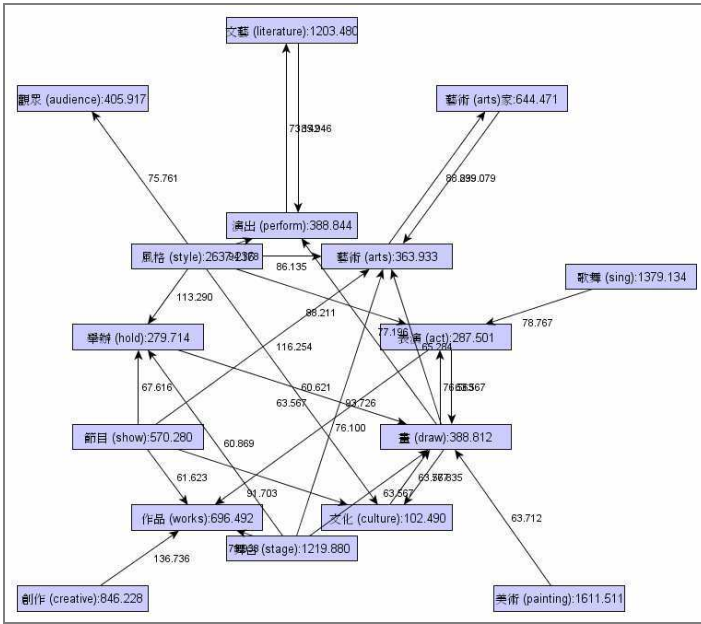 文藝 (literature):1203.480
觀眾 (audience):405.917
藝術 (arts)家:644.471
75.761
演出 (perform):388.844
風格 (style)
藝術 (arts):363.933
86.135
歌舞 (sing):1379.134
113.290
88.211
78.767
舉辦 (hold):279.714
77.196
表演 (act):287.501
116.254
65.284
67.616
60.621
63.567
93.726
節目 (show):570.280
60.869
76.100
畫 (draw):388.812
61.623
91.703
63.567
作品 (works):696.492
文化 (culture):102.490
63.712
舞台 (stage):1219.880
136.736
創作 (creative):846.228
美術 (painting):1611.511